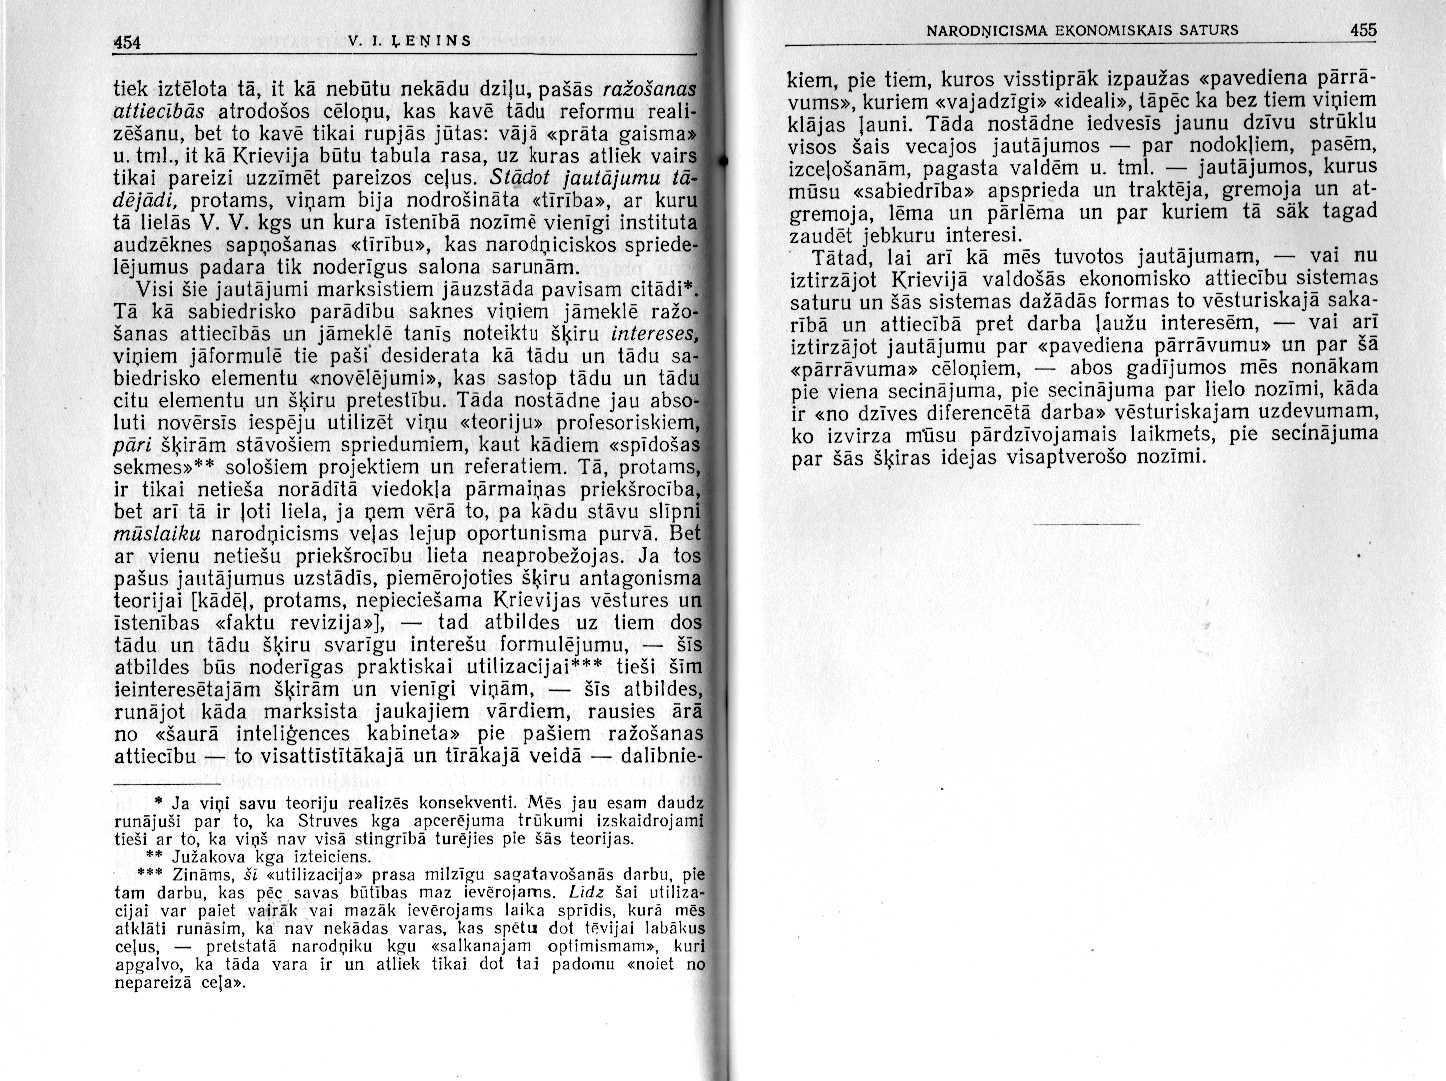 454
V. I. ĻEŅINS
tiek iztēlota tā, it kā nebūtu nekādu dziļu, pašās ražošanas
attiecībās atrodošos cēloņu, kas kavē tādu reformu reali-
zēšanu, bet to kavē tikai rupjās jūtas: vājā «prāta gaisma»
u. tml., it kā Krievija būtu tabula rasa, uz kuras atliek vairs
tikai pareizi uzzīmēt pareizos ceļus. Stādot jautājumu tā-
dējādi, protams, viņam bija nodrošināta «tīrība», ar kuru
tā lielās V. V. kgs un kura īstenībā nozīmē vienīgi instituta
audzēknes sapņošanas «tīrību», kas narodņiciskos spriede-
lējumus padara tik noderīgus salona sarunām.
Visi šie jautājumi marksistiem jāuzstāda pavisam citādi*.
Tā kā sabiedrisko parādību saknes viņiem jāmeklē ražo-
šanas attiecībās un jāmeklē tanīs noteiktu šķiru intereses,
viņiem jāformulē tie paši desiderata kā tādu un tādu sa-
biedrisko elementu «novēlējumi», kas sastop tādu un tādu
citu elementu un šķiru pretestību. Tāda nostādne jau abso-
luti novērsīs iespēju utilizēt viņu «teoriju» profesoriskiem,
pāri šķirām stāvošiem spriedumiem, kaut kādiem «spīdošas
sekmes»** sološiem projektiem un referatiem. Tā, protams,
ir tikai netieša norādītā viedokļa pārmaiņas priekšrocība,
bet arī tā ir ļoti liela, ja ņem vērā to, pa kādu stāvu slīpni
mūslaiku narodņicisms veļas lejup oportunisma purvā. Bet
ar vienu netiešu priekšrocību lieta neaprobežojas. Ja tos
pašus jautājumus uzstādīs, piemērojoties šķiru antagonisma
teorijai [kādēļ, protams, nepieciešama Krievijas vēstures un
īstenības «faktu revizija»], — tad atbildes uz tiem dos
tādu un tādu šķiru svarīgu interešu formulējumu, — šīs
atbildes būs noderīgas praktiskai utilizacijai*** tieši šīm
ieinteresētajām šķirām un vienīgi viņām, — šīs atbildes,
runājot kāda marksista jaukajiem vārdiem, rausies ārā
no «šaurā inteliģences kabineta» pie pašiem ražošanas
attiecību — to visattīstītākajā un tīrākajā veidā — dalībnie-
* Ja viņi savu teoriju realizēs konsekventi. Mēs jau esam daudz
runājuši par to, ka Struves kga apcerējuma trūkumi izskaidrojami
tieši ar to, ka viņš nav visā stingrībā turējies pie šās teorijas.
** Južakova kga izteiciens.
*** Zināms, šī «utilizacija» prasa milzīgu sagatavošanās darbu, pie
tam darbu, kas pēc savas būtības maz ievērojams. Līdz šai utiliza-
cijai var paiet vairāk vai mazāk ievērojams laika sprīdis, kurā mēs
atklāti runāsim, ka nav nekādas varas, kas spētu dot tēvijai labākus
ceļus, — pretstatā narodņiku kgu «salkanajam optimismam», kuri
apgalvo, ka tāda vara ir un atliek tikai dot tai padomu «noiet no
nepareizā ceļa».
NARODŅICISMA EKONOMISKAIS SATURS
455
kiem, pie tiem, kuros visstiprāk izpaužas «pavediena pārrā-
vums», kuriem «vajadzīgi» «ideali», tāpēc ka bez tiem viņiem
klājas ļauni. Tāda nostādne iedvesīs jaunu dzīvu strūklu
visos šais vecajos jautājumos — par nodokļiem, pasēm,
izceļošanām, pagasta valdēm u. tml. — jautājumos, kurus
mūsu «sabiedrība» apsprieda un traktēja, gremoja un at-
gremoja, lēma un pārlēma un par kuriem tā sāk tagad
zaudēt jebkuru interesi.
Tātad, lai arī kā mēs tuvotos jautājumam, — vai nu
iztirzājot Krievijā valdošās ekonomisko attiecību sistemas
saturu un šās sistemas dažādās formas to vēsturiskajā saka-
rībā un attiecībā pret darba ļaužu interesēm, — vai arī
iztirzājot jautājumu par «pavediena pārrāvumu» un par šā
«pārrāvuma» cēloņiem, — abos gadījumos mēs nonākam
pie viena secinājuma, pie secinājuma par lielo nozīmi, kāda
ir «no dzīves diferencētā darba» vēsturiskajam uzdevumam,
ko izvirza mūsu pārdzīvojamais laikmets, pie secinājuma
par šās šķiras idejas visaptverošo nozīmi.